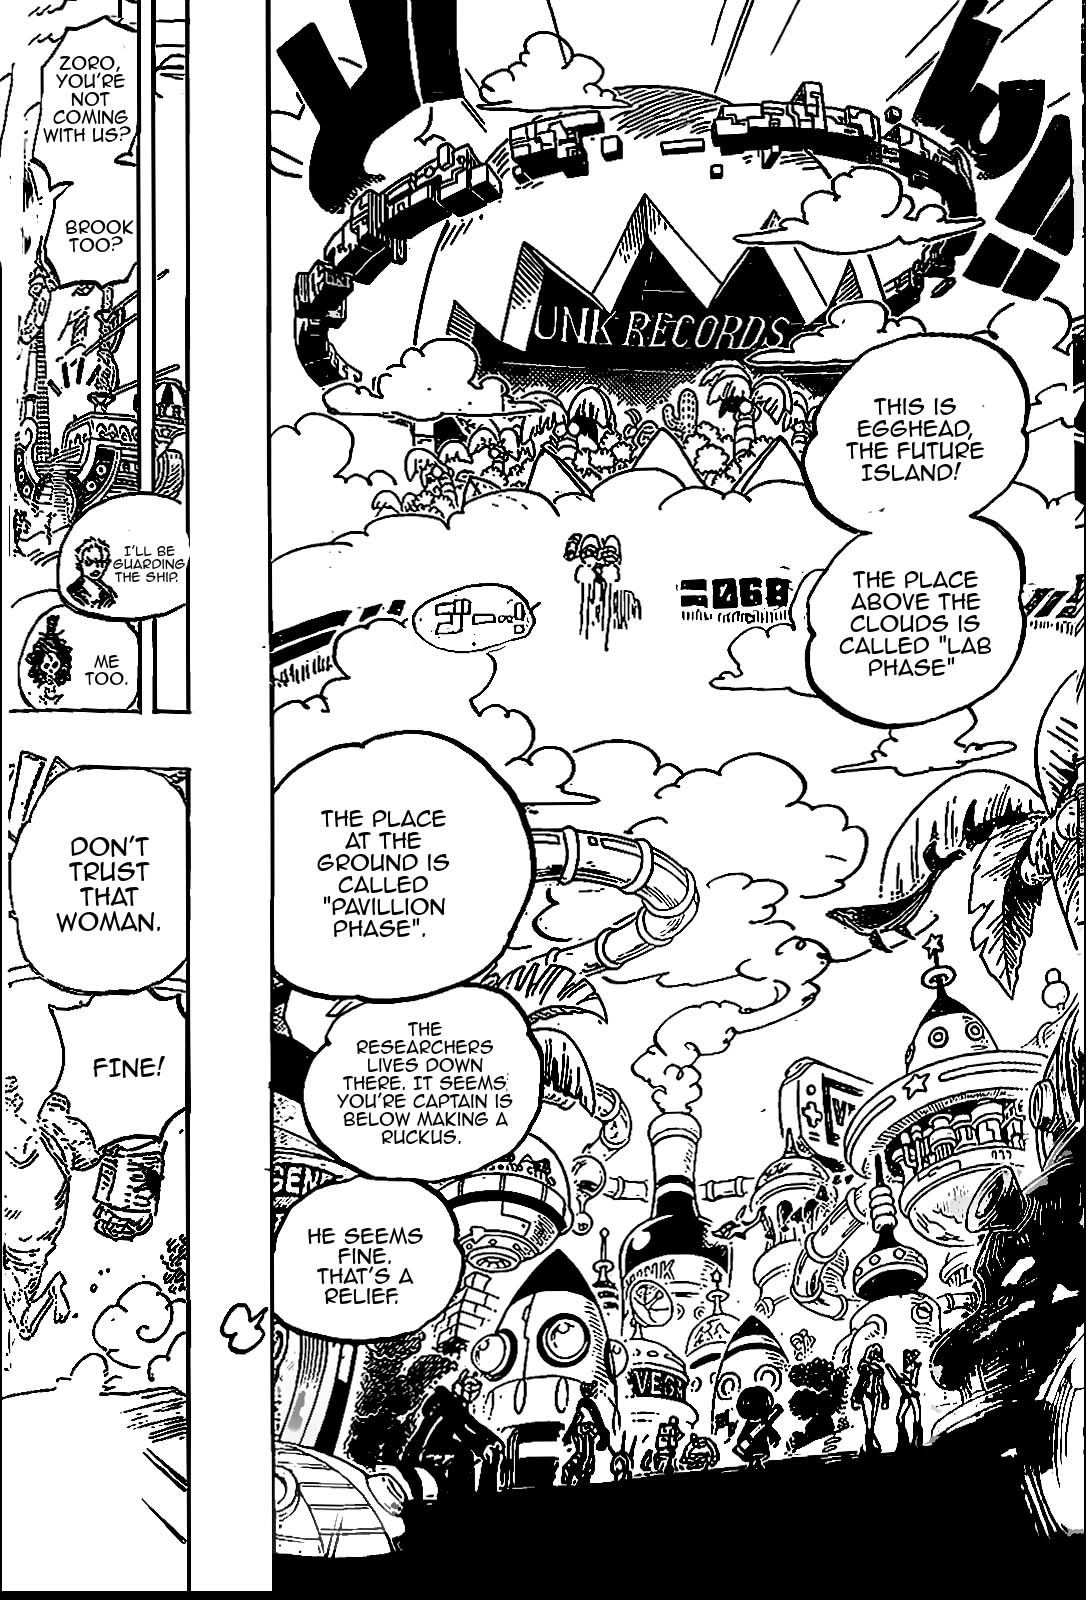 UNK RECORDS
THIS IS
EGGHEAD,
THE FUTURE
ISLAND!
THE PLACE
ABOVE THE
CLOUDS IS
CALLED "LAB
PHASE"
068
THE PLACE
AT THE
GROUND IS
CALLED
"PAVILLION
PHASE".
THE
RESEARCHERS
LIVES DOWN
THERE. IT SEEMS
YOU'RE CAPTAIN IS
BELOW MAKING A
RUCKUS.
HE SEEMS
FINE.
THAT'S A
RELIEF.
ZORO,
YOU'RE
NOT
COMING
WITH US?
BROOK
TOO?
I'LL BE
GUARDING
THE SHIP.
ME
TOO.
DON'T
TRUST
THAT
WOMAN.
FINE!